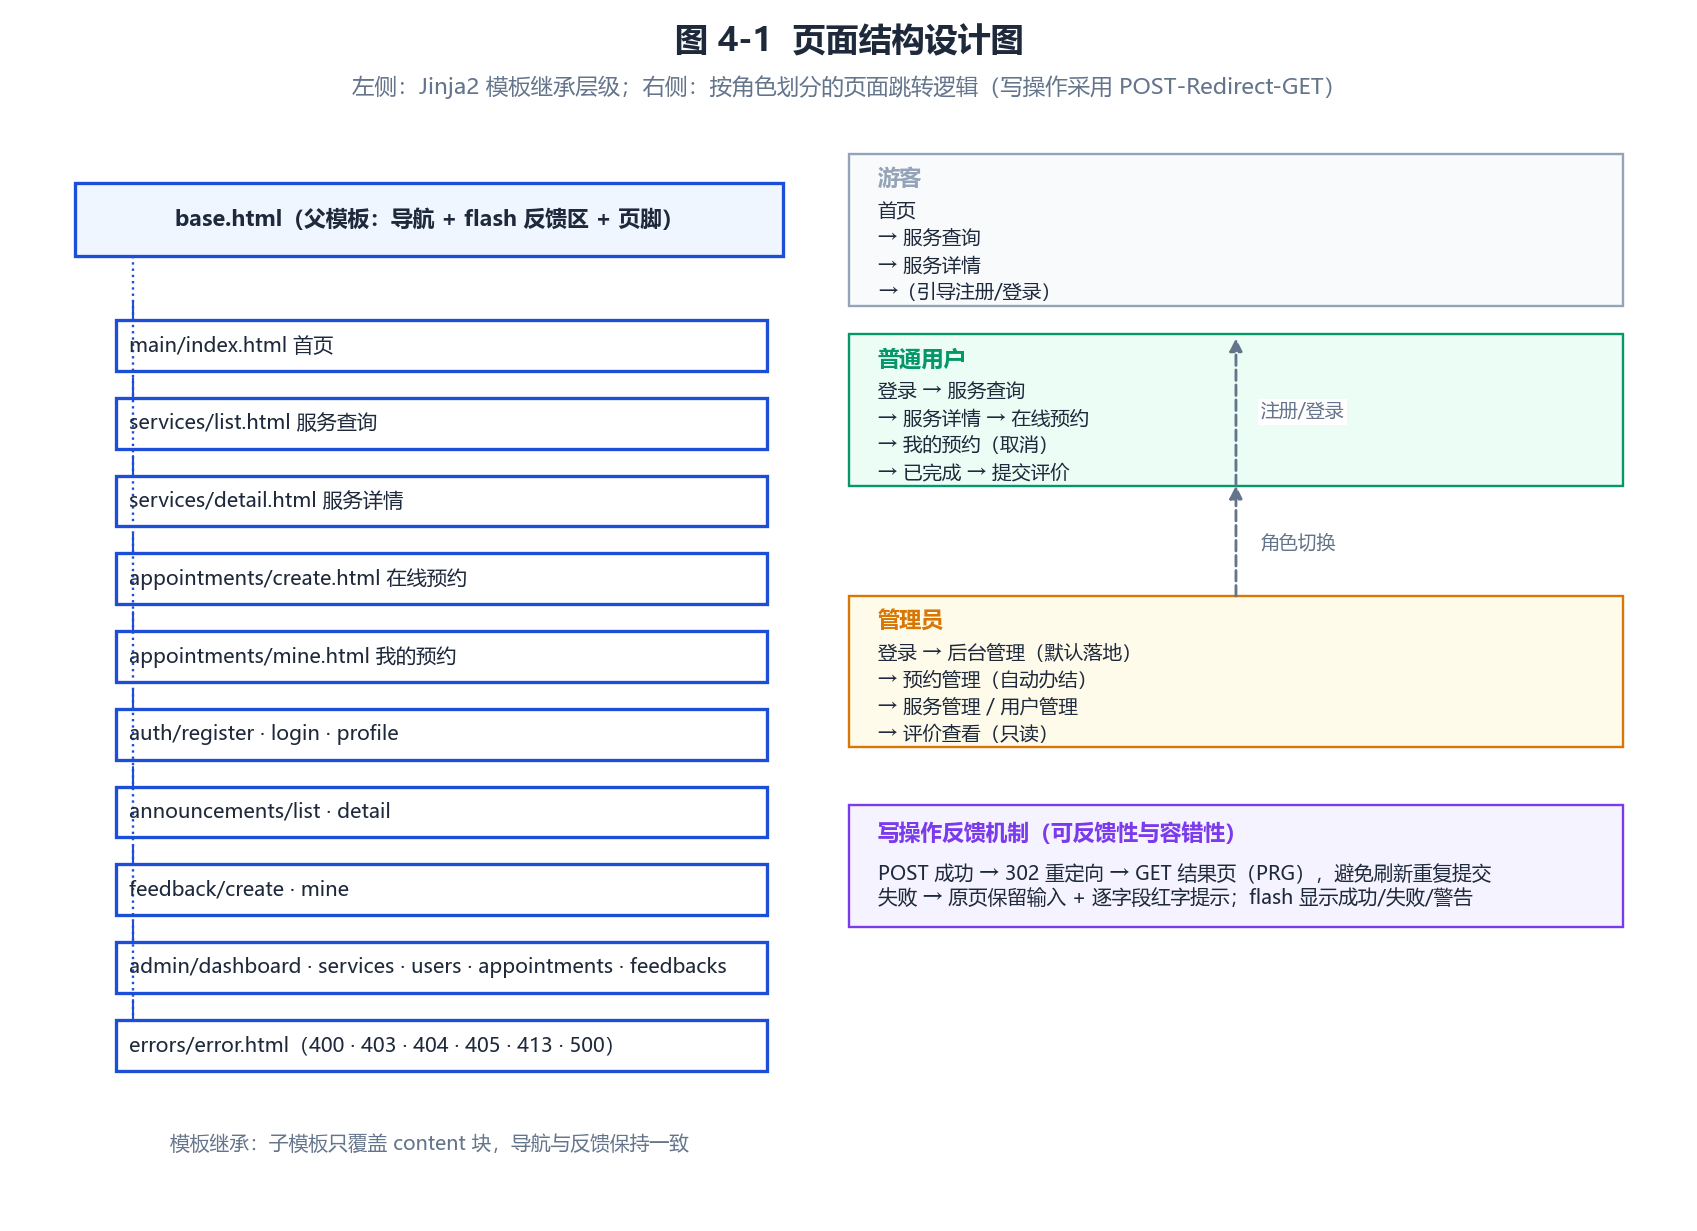 图 4-1 页面结构设计图
左侧：Jinja2 模板继承层级；右侧：按角色划分的页面跳转逻辑（写操作采用 POST-Redirect-GET）
base.html（父模板：导航 + flash 反馈区 + 页脚）
main/index.html 首页
services/list.html 服务查询
services/detail.html 服务详情
appointments/create.html 在线预约
appointments/mine.html 我的预约
auth/register · login · profile
announcements/list · detail
feedback/create · mine
admin/dashboard · services · users · appointments · feedbacks
errors/error.html（400 · 403 · 404 · 405 · 413 · 500）
模板继承：子模板只覆盖 content 块，导航与反馈保持一致
游客
首页
→ 服务查询
→ 服务详情
→（引导注册/登录）
普通用户
登录 → 服务查询
→ 服务详情 → 在线预约
→ 我的预约（取消）
→ 已完成 → 提交评价
注册/登录
角色切换
管理员
登录 → 后台管理（默认落地）
→ 预约管理（自动办结）
→ 服务管理 / 用户管理
→ 评价查看（只读）
写操作反馈机制（可反馈性与容错性）
POST 成功 → 302 重定向 → GET 结果页（PRG），避免刷新重复提交
失败 → 原页保留输入 + 逐字段红字提示；flash 显示成功/失败/警告